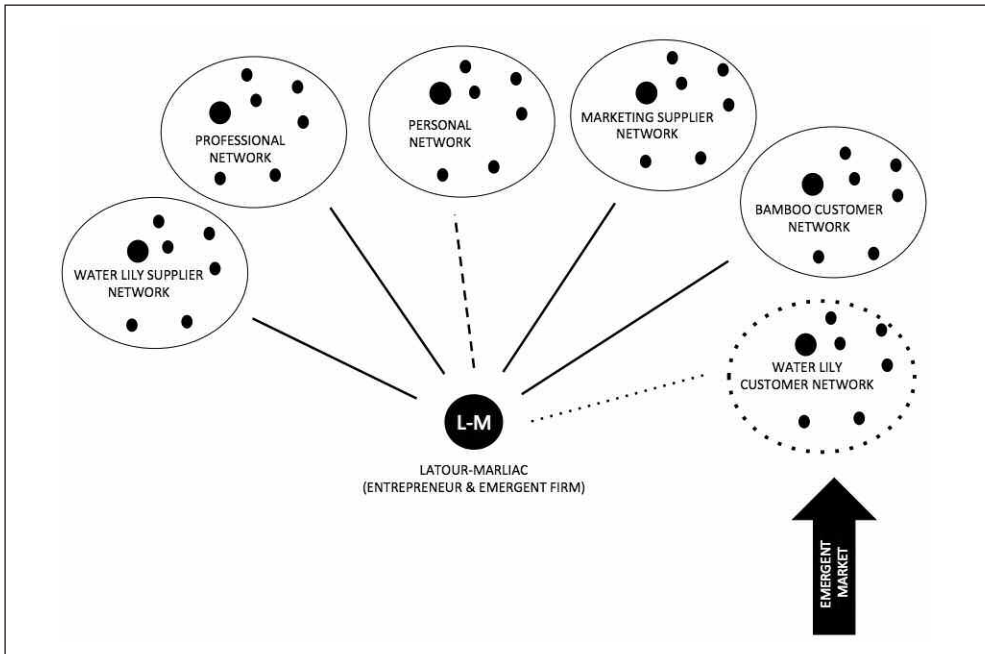 PROFESSIONAL
NETWORK
PERSONAL
NETWORK
MARKETING SUPPLIER
NETWORK
BAMBOO CUSTOMER
NETWORK
WATER LILY SUPPLIER
NETWORK
WATER LILY
CUSTOMER NETWORK
L-M
LATOUR-MARLIAC
(ENTREPRENEUR & EMERGENT FIRM)
EMERGENT
MARKET